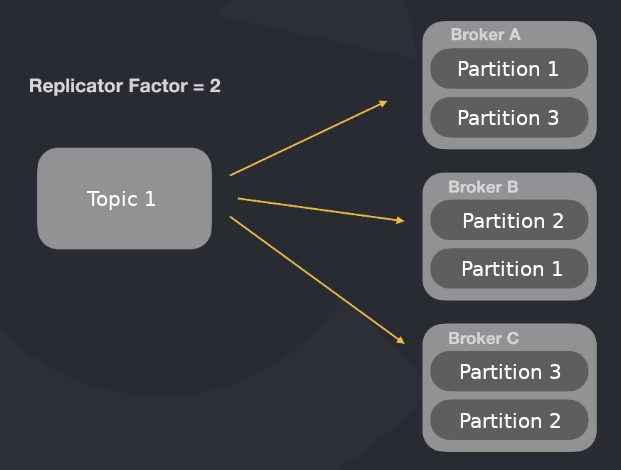 Replicator Factor = 2
Topic 1
Broker A
Partition 1
Partition 3
Broker B
Partition 2
Partition 1
Broker C
Partition 3
Partition 2